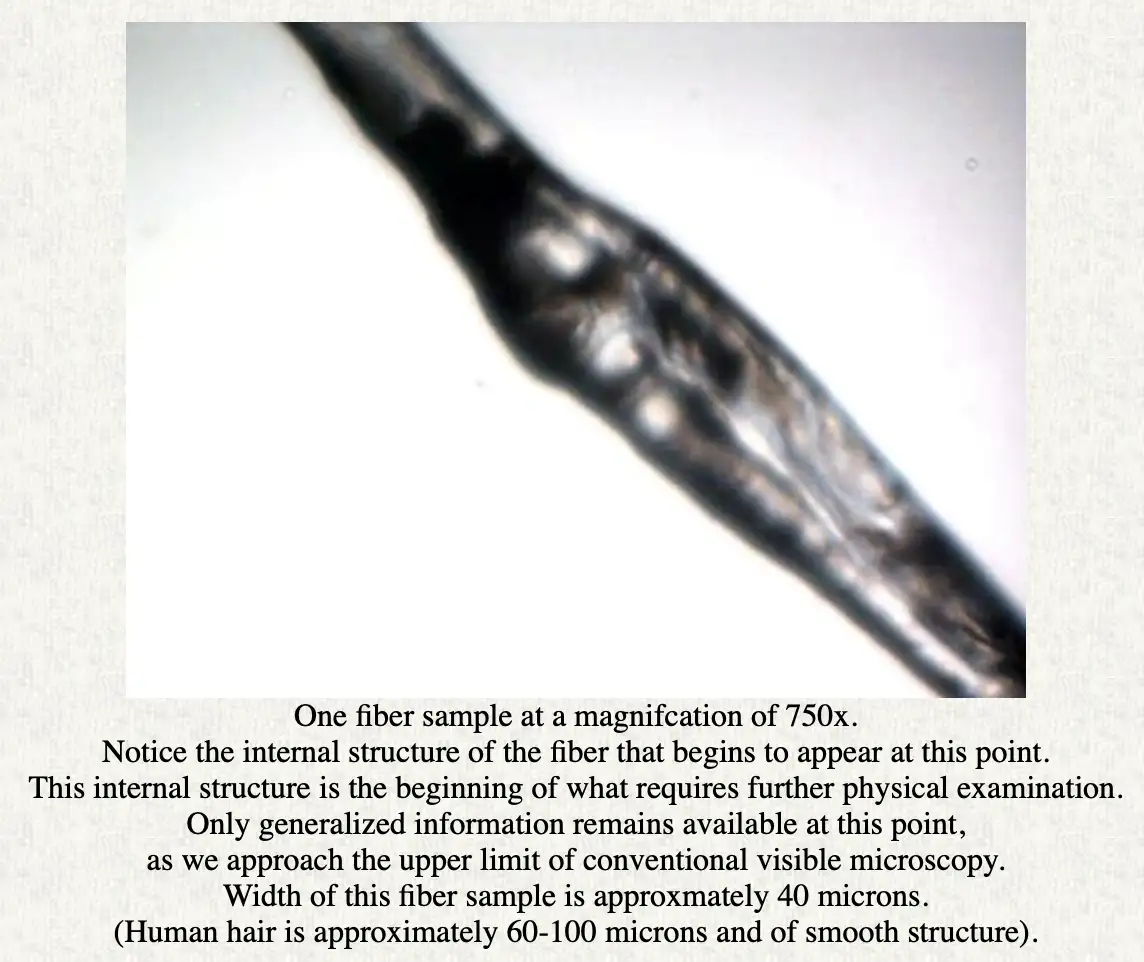 One fiber sample at a magnifcation of 750x.
Notice the internal structure of the fiber that begins to appear at this point.
This internal structure is the beginning of what requires further physical examination.
Only generalized information remains available at this point,
as we approach the upper limit of conventional visible microscopy.
Width of this fiber sample is approxmately 40 microns.
(Human hair is approximately 60-100 microns and of smooth structure).